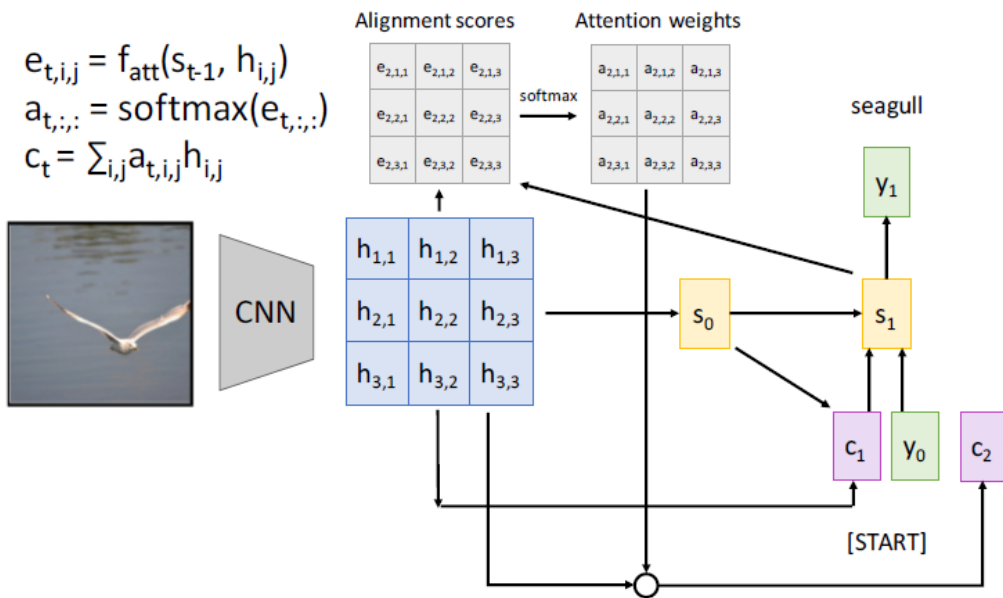 Alignment scores
Attention weights
e_{t,i,j} = f_{att}(s_{t-1}, h_{i,j})
a_{t,:,:} = softmax(e_{t,:,:})
c_t = ∑_{i,j}a_{t,i,j}h_{i,j}
e_{2,1,1} e_{2,1,2} e_{2,1,3}
e_{2,2,1} e_{2,2,2} e_{2,2,3}
e_{2,3,1} e_{2,3,2} e_{2,3,3}
softmax
a_{2,1,1} a_{2,1,2} a_{2,1,3}
a_{2,2,1} a_{2,2,2} a_{2,2,3}
a_{2,3,1} a_{2,3,2} a_{2,3,3}
seagull
y_1
CNN
h_{1,1} h_{1,2} h_{1,3}
h_{2,1} h_{2,2} h_{2,3}
h_{3,1} h_{3,2} h_{3,3}
s_0
s_1
c_1
y_0
c_2
[START]